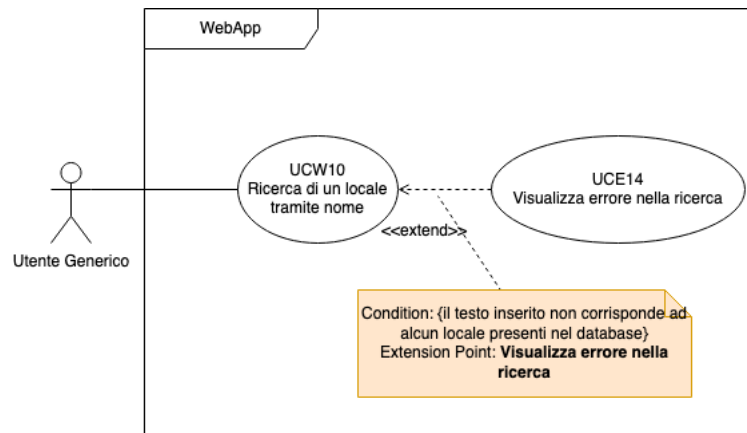 WebApp
UCW10
Ricerca di un locale
tramite nome
UCE14
Visualizza errore nella ricerca
<<extend>>
Utente Generico
Condition: {il testo inserito non corrisponde ad
alcun locale presenti nel database}
Extension Point: Visualizza errore nella
ricerca